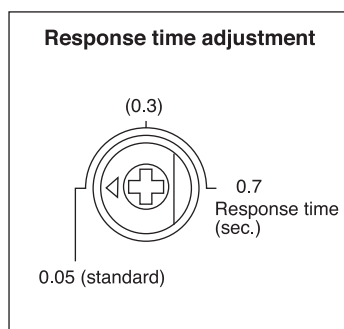 Response time adjustment
(0.3)
0.7
Response time
(sec.)
0.05 (standard)